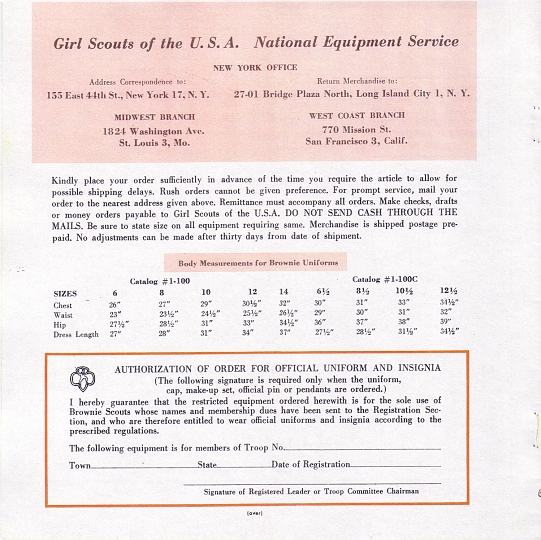 Girl Scouts of the U. S. A. National Equipment Service
NEW YORK OFFICE
Address Correspondence to: Return Merchandise to:
155 East 44th St., New York 17, N. Y. 27-01 Bridge Plaza North, Long Island City 1, N. Y.
MIDWEST BRANCH WEST COAST BRANCH
1824 Washington Ave. 770 Mission St.
St. Louis 3, Mo. San Francisco 3, Calif.
Kindly place your order sufficiently in advance of the time you require the article to allow for
possible shipping delays. Rush orders cannot be given preference. For prompt service, mail your
order to the nearest address given above. Remittance must accompany all orders. Make checks, drafts
or money orders payable to Girl Scouts of the U.S.A. DO NOT SEND CASH THROUGH THE
MAILS. Be sure to state size on all equipment requiring same. Merchandise is shipped postage pre-
paid. No adjustments can be made after thirty days from date of shipment.
Body Measurements for Brownie Uniforms
Catalog #1-100 Catalog #1-100C
SIZES 6 8 10 12 14 6½ 8½ 10½ 12½
Chest 26" 27" 29" 30½" 32" 30" 31" 33" 34½"
Waist 23" 23½" 24½" 25½" 26½" 29" 30" 31" 32"
Hip 27½" 28½" 31" 33" 34½" 36" 37" 38" 39"
Dress Length 27" 28" 31" 34" 37" 27½" 28½" 31½" 34½"
AUTHORIZATION OF ORDER FOR OFFICIAL UNIFORM AND INSIGNIA
(The following signature is required only when the uniform,
cap, make-up set, official pin or pendants are ordered.)
I hereby guarantee that the restricted equipment ordered herewith is for the sole use of
Brownie Scouts whose names and membership dues have been sent to the Registration Sec-
tion, and who are therefore entitled to wear official uniforms and insignia according to the
prescribed regulations.
The following equipment is for members of Troop No.
Town State Date of Registration
Signature of Registered Leader or Troop Committee Chairman
(over)